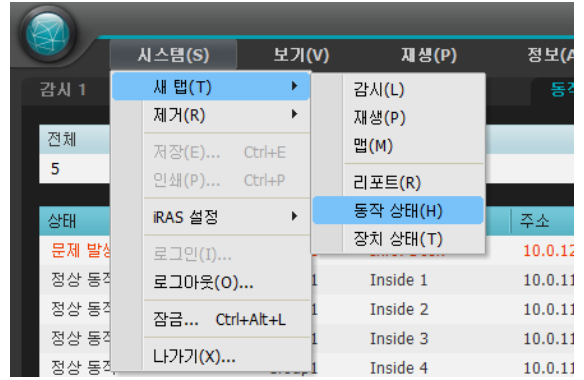 시스템(S) 보기(V) 재생(P) 정보(A
감시 1 동작
새 탭(T)
제거(R)
저장(E)... Ctrl+E
인쇄(P)... Ctrl+P
iRAS 설정
로그인(I)...
로그아웃(O)...
잠금... Ctrl+Alt+L
나가기(X)...
감시(L)
재생(P)
맵(M)
리포트(R)
동작 상태(H)
장치 상태(T)
전체
5
상태 주소
문제 발생 10.0.12
정상 동작 1 Inside 1 10.0.11
정상 동작 1 Inside 2 10.0.11
정상 동작 1 Inside 3 10.0.11
정상 동작 1 Inside 4 10.0.11